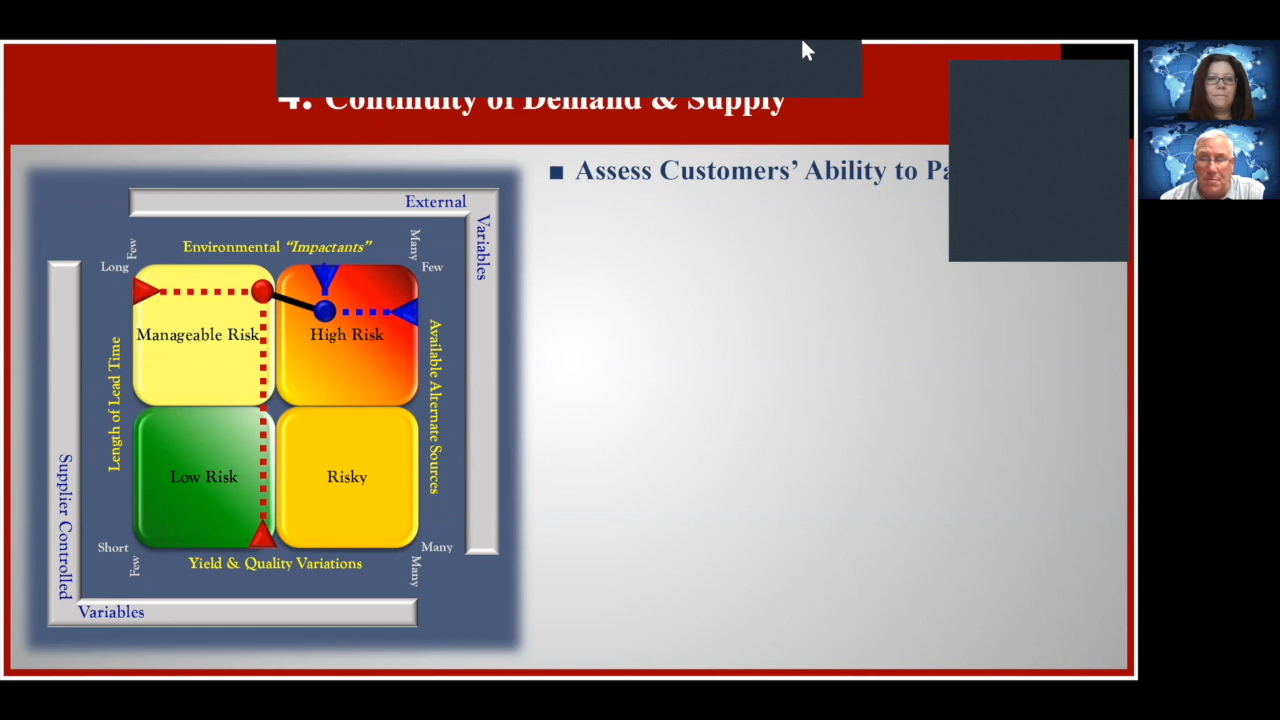 4. Continuity of Demand & Supply
■ Assess Customers’ Ability to
External
Variables
Environmental “Impactants”
Few
Many
Long
Few
Manageable Risk
High Risk
Length of Lead Time
Available Alternate Sources
Low Risk
Risky
Supplier Controlled
Short
Many
Few
Many
Yield & Quality Variations
Variables